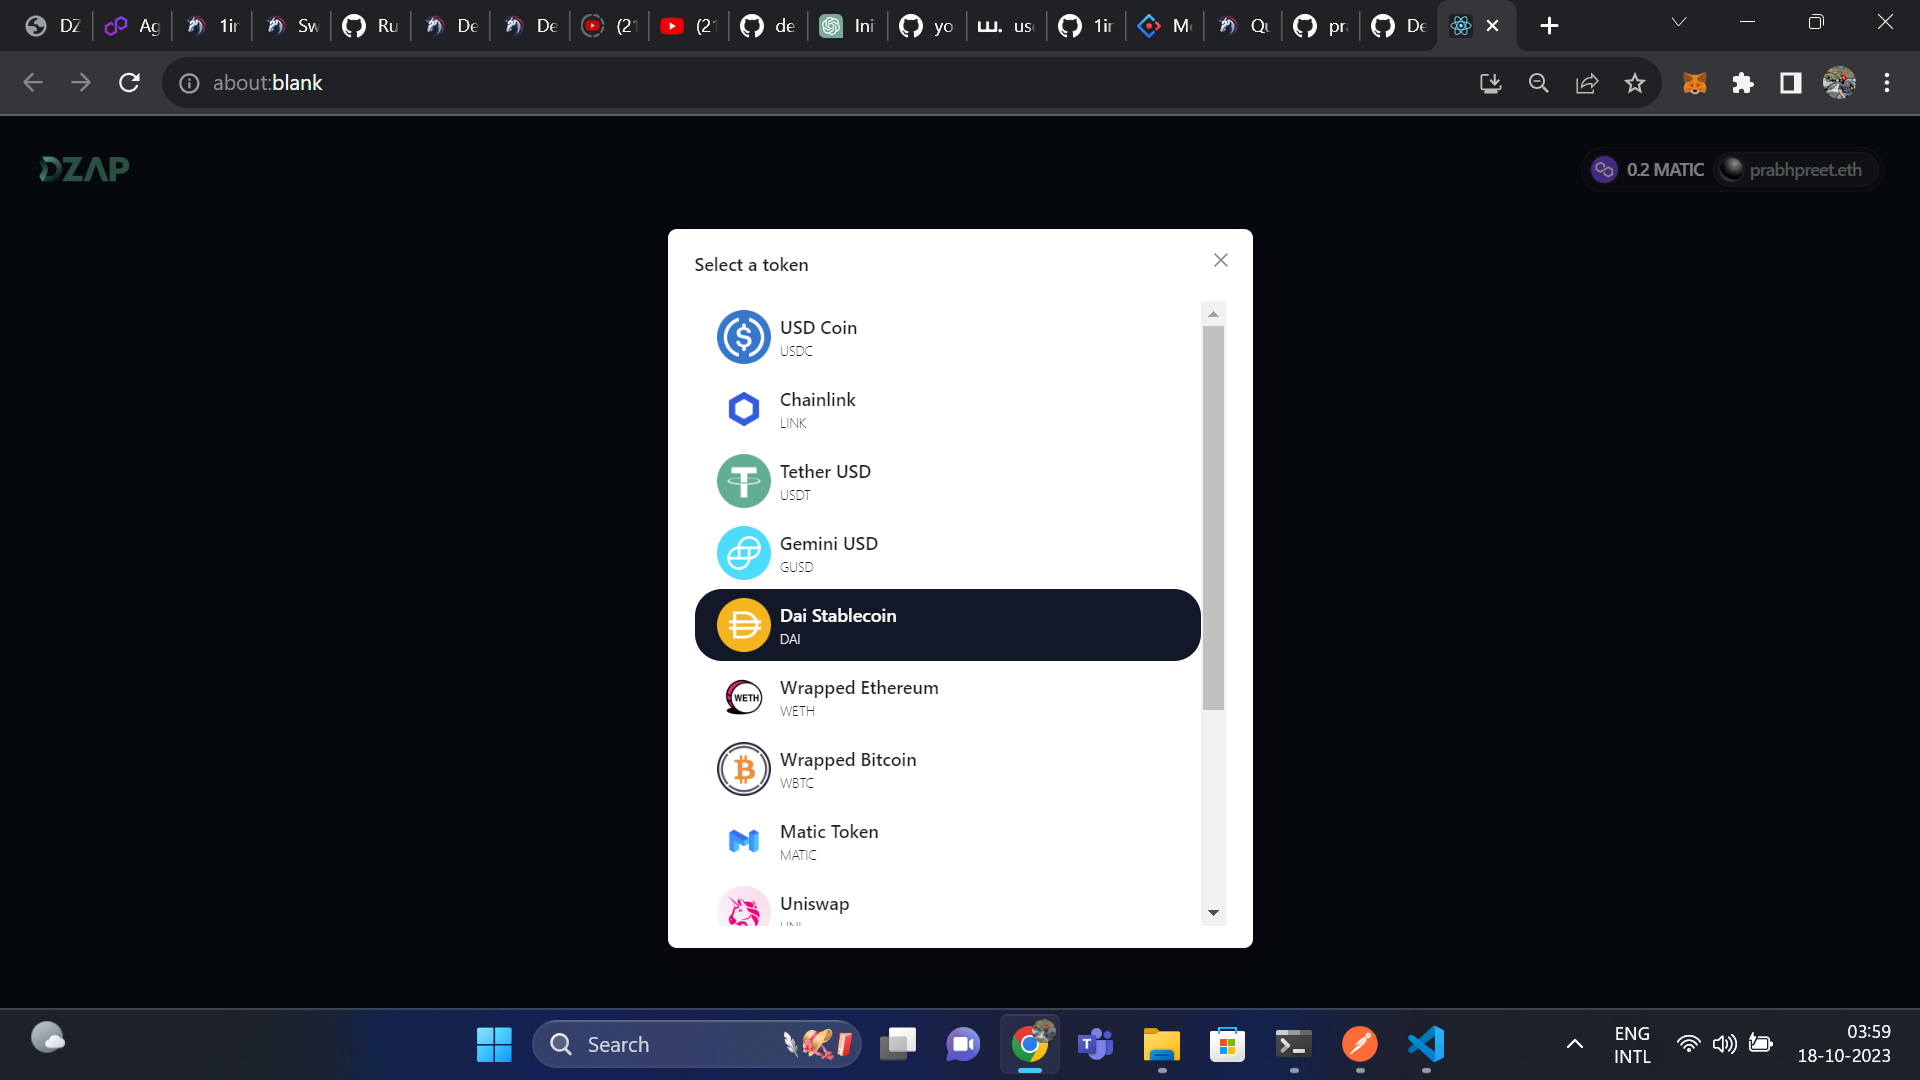 DZ
Ag
1ir
Sw
Ru
De
De
(2
(2
de
Ini
yo
us
1ir
Mo
Qu
pr
De
about:blank
DZAP
0.2 MATIC
prabhpreet.eth
Select a token
USD Coin
USDC
Chainlink
LINK
Tether USD
USDT
Gemini USD
GUSD
Dai Stablecoin
DAI
Wrapped Ethereum
WETH
WETH
Wrapped Bitcoin
WBTC
Matic Token
MATIC
Uniswap
Search
ENG
INTL
03:59
18-10-2023